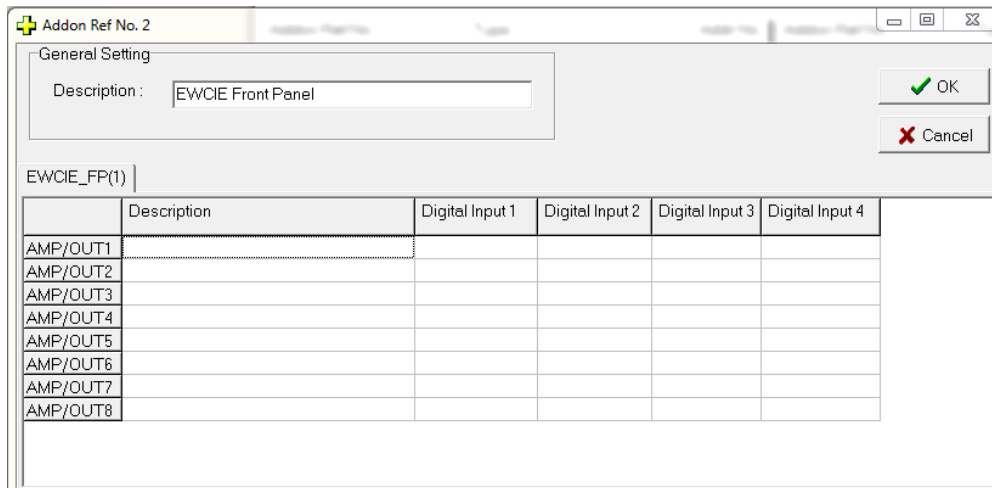 Addon Ref No. 2
General Setting
Description : EWCIE Front Panel
OK
Cancel
EWCIE_FP(1)
Description Digital Input 1 Digital Input 2 Digital Input 3 Digital Input 4
AMP/OUT1
AMP/OUT2
AMP/OUT3
AMP/OUT4
AMP/OUT5
AMP/OUT6
AMP/OUT7
AMP/OUT8